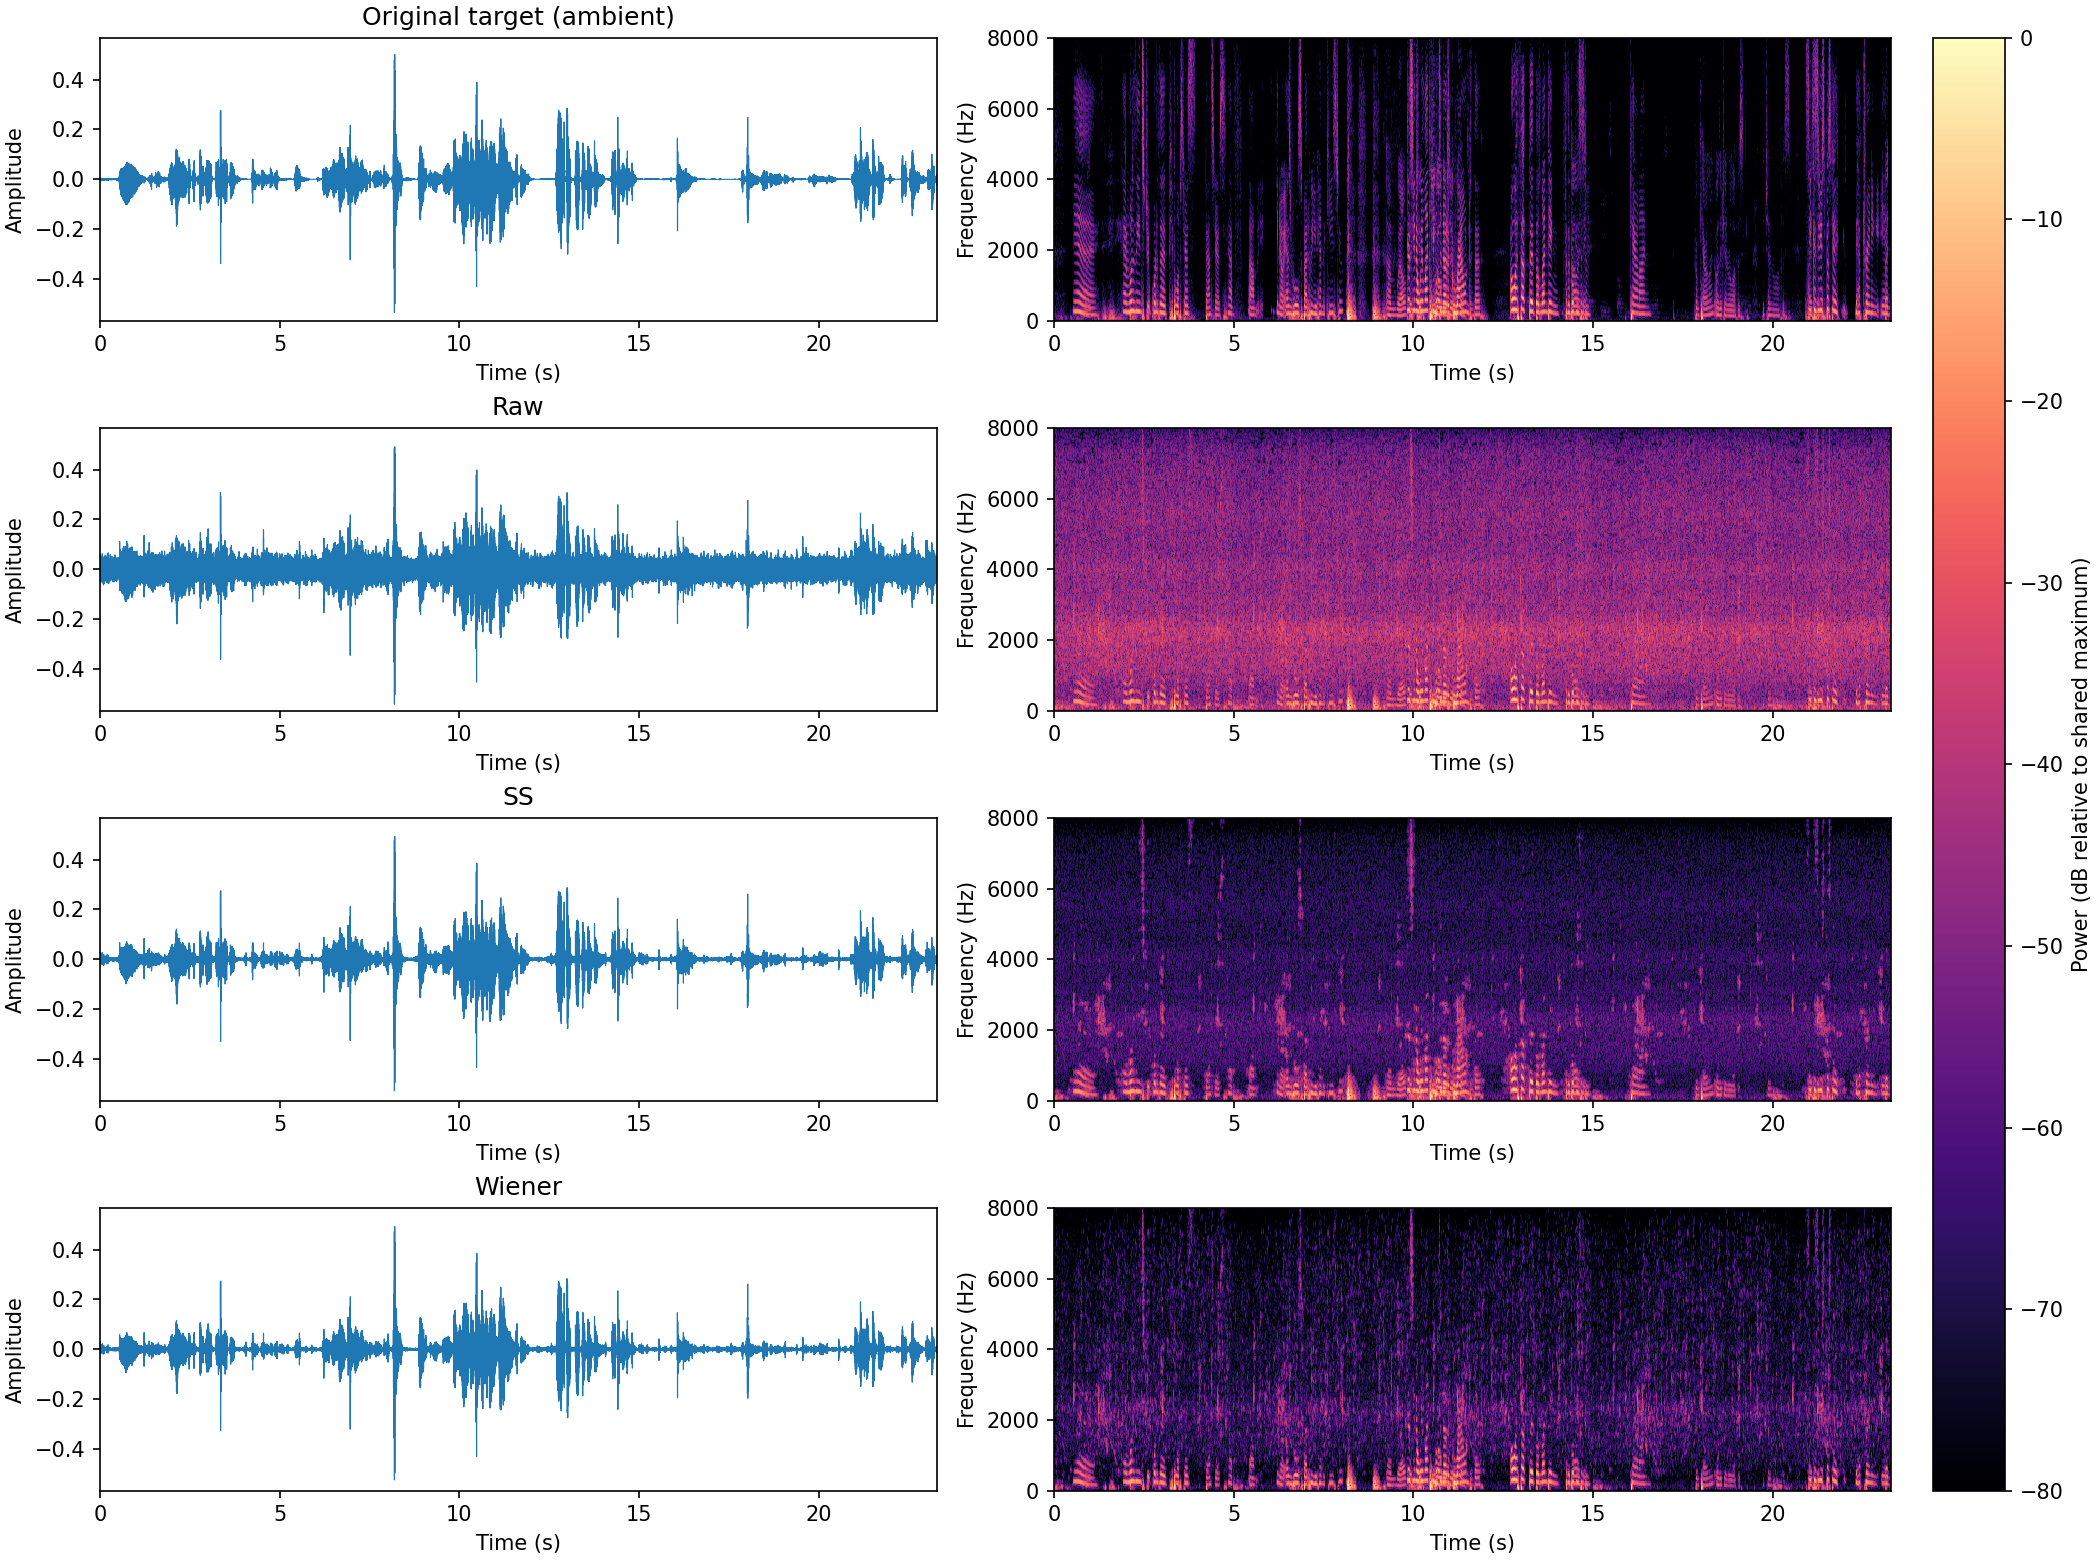 Original target (ambient)
Amplitude
0.4
0.2
0.0
−0.2
−0.4
0 5 10 15 20
Time (s)
Frequency (Hz)
8000
6000
4000
2000
0
0 5 10 15 20
Time (s)
Raw
Amplitude
0.4
0.2
0.0
−0.2
−0.4
0 5 10 15 20
Time (s)
Frequency (Hz)
8000
6000
4000
2000
0
0 5 10 15 20
Time (s)
SS
Amplitude
0.4
0.2
0.0
−0.2
−0.4
0 5 10 15 20
Time (s)
Frequency (Hz)
8000
6000
4000
2000
0
0 5 10 15 20
Time (s)
Wiener
Amplitude
0.4
0.2
0.0
−0.2
−0.4
0 5 10 15 20
Time (s)
Frequency (Hz)
8000
6000
4000
2000
0
0 5 10 15 20
Time (s)
0
−10
−20
−30
−40
−50
−60
−70
−80
Power (dB relative to shared maximum)